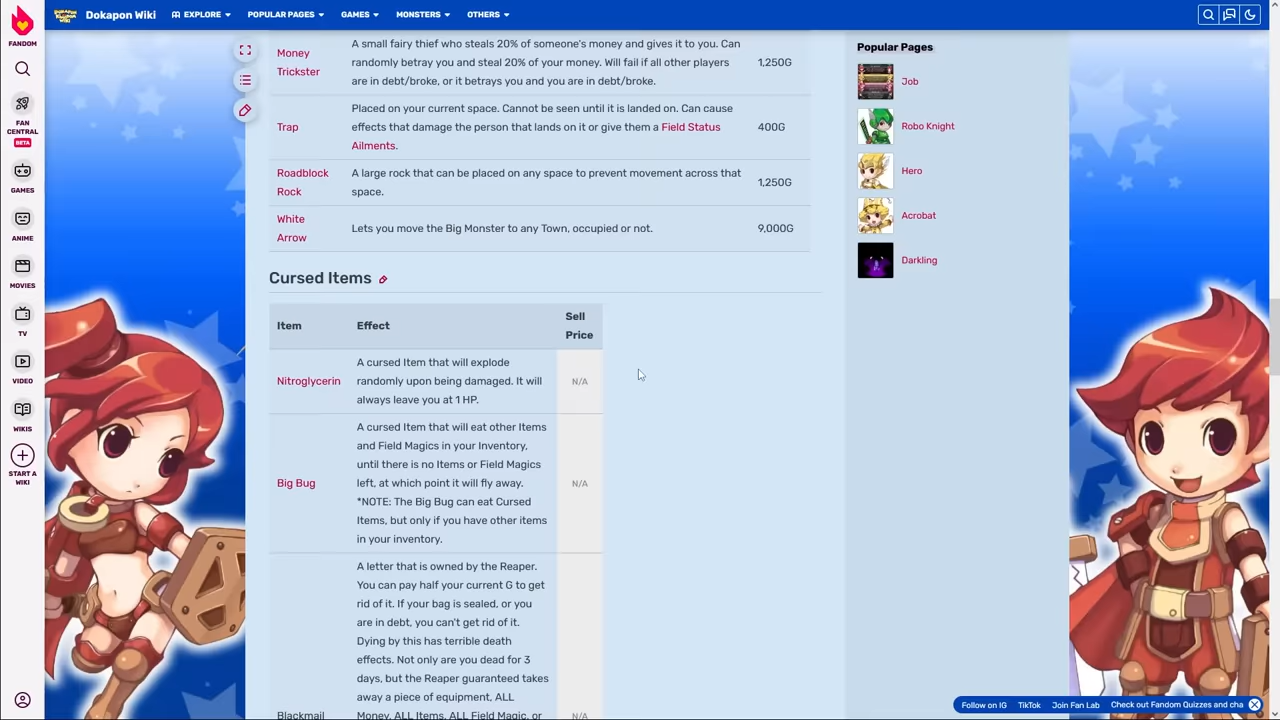 Dokapon Wiki
EXPLORE
POPULAR PAGES
GAMES
MONSTERS
OTHERS
FANDOM
FAN
CENTRAL
BETA
GAMES
ANIME
MOVIES
TV
VIDEO
WIKIS
START A
WIKI
Money
Trickster
A small fairy thief who steals 20% of someone's money and gives it to you. Can
randomly betray you and steal 20% of your money. Will fail if all other players
are in debt/broke or it betrays you and you are in debt/broke.
1,250G
Trap
Placed on your current space. Cannot be seen until it is landed on. Can cause
effects that damage the person that lands on it or give them a Field Status
Ailments.
400G
Roadblock
Rock
A large rock that can be placed on any space to prevent movement across that
space.
1,250G
White
Arrow
Lets you move the Big Monster to any Town, occupied or not.
9,000G
Cursed Items
Item
Effect
Sell
Price
Nitroglycerin
A cursed Item that will explode
randomly upon being damaged. It will
always leave you at 1 HP.
N/A
Big Bug
A cursed Item that will eat other Items
and Field Magics in your Inventory,
until there is no Items or Field Magics
left, at which point it will fly away.
*NOTE: The Big Bug can eat Cursed
Items, but only if you have other items
in your inventory.
N/A
Blackmail
A letter that is owned by the Reaper.
You can pay half your current G to get
rid of it. If your bag is sealed, or you
are in debt, you can't get rid of it.
Dying by this has terrible death
effects. Not only are you dead for 3
days, but the Reaper guaranteed takes
away a piece of equipment, ALL
Money, ALL Items, ALL Field Magic, or
N/A
Popular Pages
Job
Robo Knight
Hero
Acrobat
Darkling
Follow on IG
TikTok
Join Fan Lab
Check out Fandom Quizzes and cha